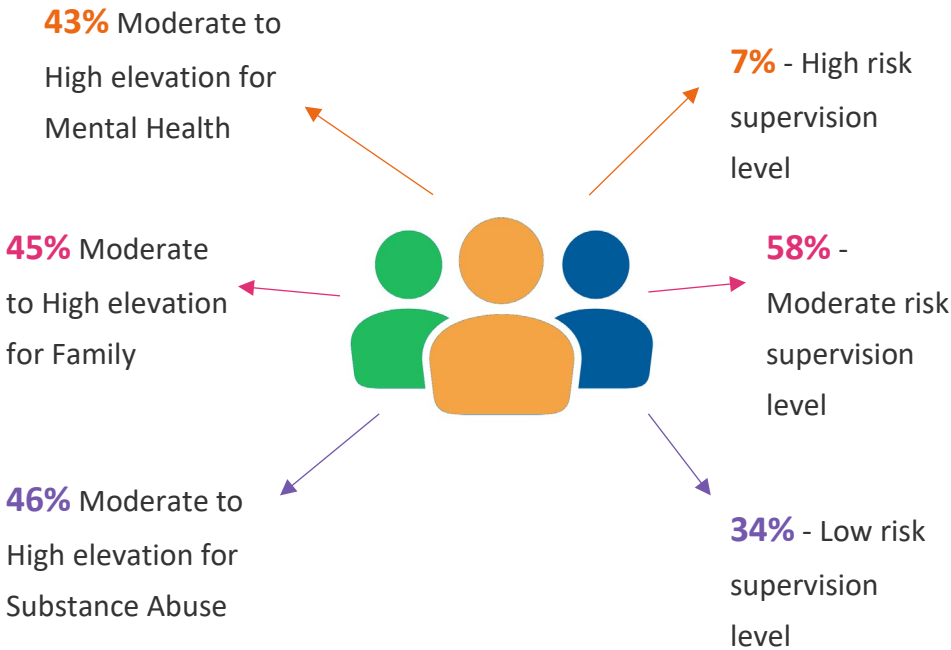 43% Moderate to
High elevation for
Mental Health
45% Moderate
to High elevation
for Family
46% Moderate to
High elevation for
Substance Abuse
7% - High risk
supervision
level
58% -
Moderate risk
supervision
level
34% - Low risk
supervision
level